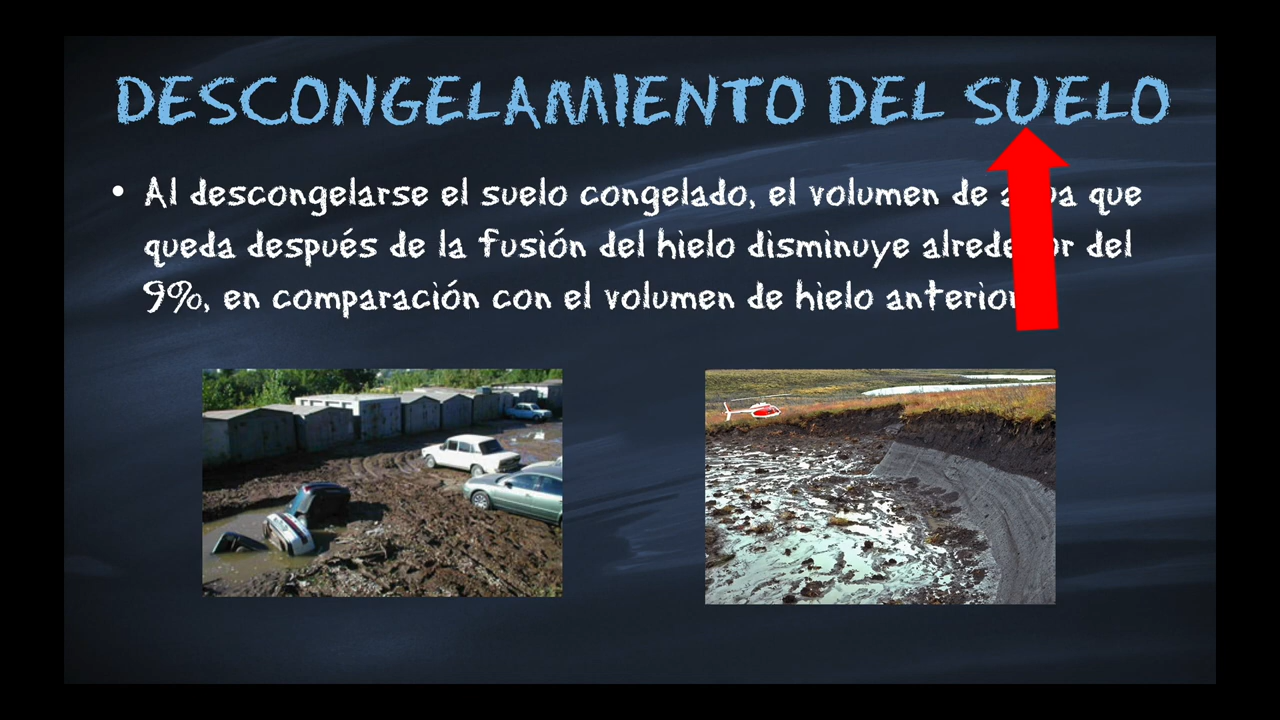 DESCONGELAMIENTO DEL SUELO
• Al descongelarse el suelo congelado, el volumen de que
queda después de la fusión del hielo disminuye del
9%, en comparación con el volumen de hielo anterior